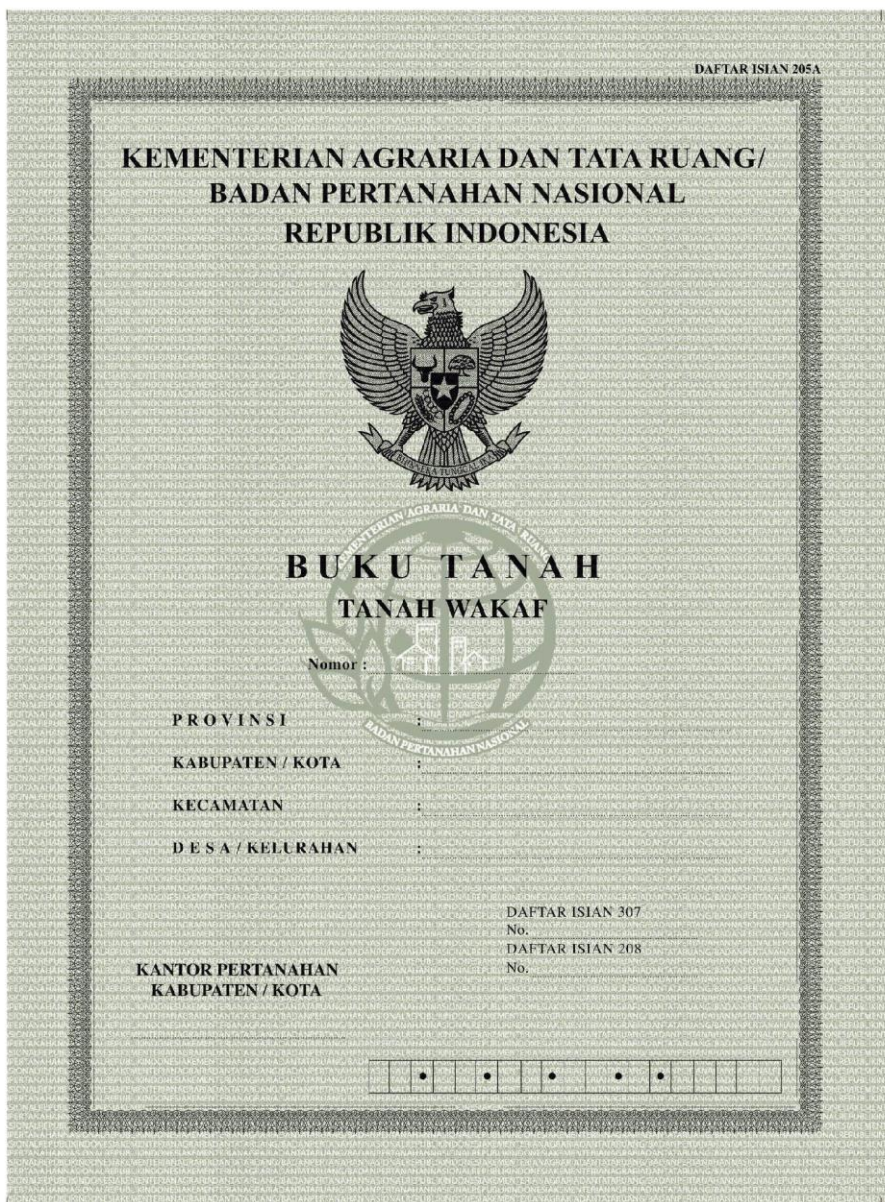 DAFTAR ISIAN 205A
KEMENTERIAN AGRARIA DAN TATA RUANG/
BADAN PERTANAHAN NASIONAL
REPUBLIK INDONESIA
BHINNEKA TUNGGAL IKA
KEMENTERIAN AGRARIA DAN TATA RUANG
BUKU TANAH
TANAH WAKAF
Nomor :
BADAN PERTANAHAN NASIONAL
PROVINSI :
KABUPATEN / KOTA :
KECAMATAN :
DESA / KELURAHAN :
DAFTAR ISIAN 307
No.
DAFTAR ISIAN 208
No.
KANTOR PERTANAHAN
KABUPATEN / KOTA